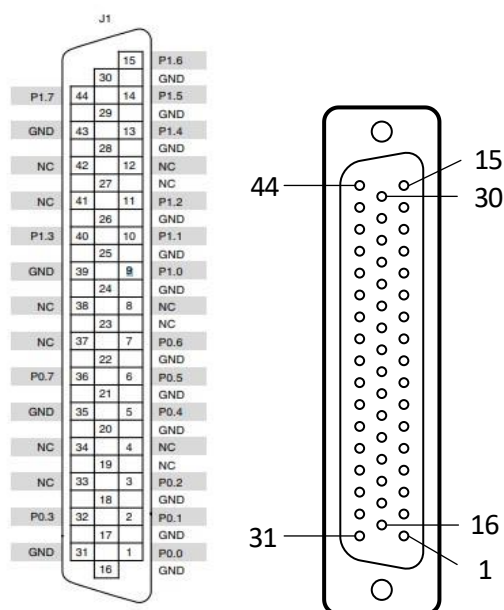 J1
15 P1.6
30 GND
P1.7 44 14 P1.5
29 GND
GND 43 13 P1.4
28 GND
NC 42 12 NC
27 NC
NC 41 11 P1.2
26 GND
P1.3 40 10 P1.1
25 GND
GND 39 9 P1.0
24 GND
NC 38 8 NC
23 NC
NC 37 7 P0.6
22 GND
P0.7 36 6 P0.5
21 GND
GND 35 5 P0.4
20 GND
NC 34 4 NC
19 NC
NC 33 3 P0.2
18 GND
P0.3 32 2 P0.1
17 GND
GND 31 1 P0.0
16 GND
15
44
30
16
31
1